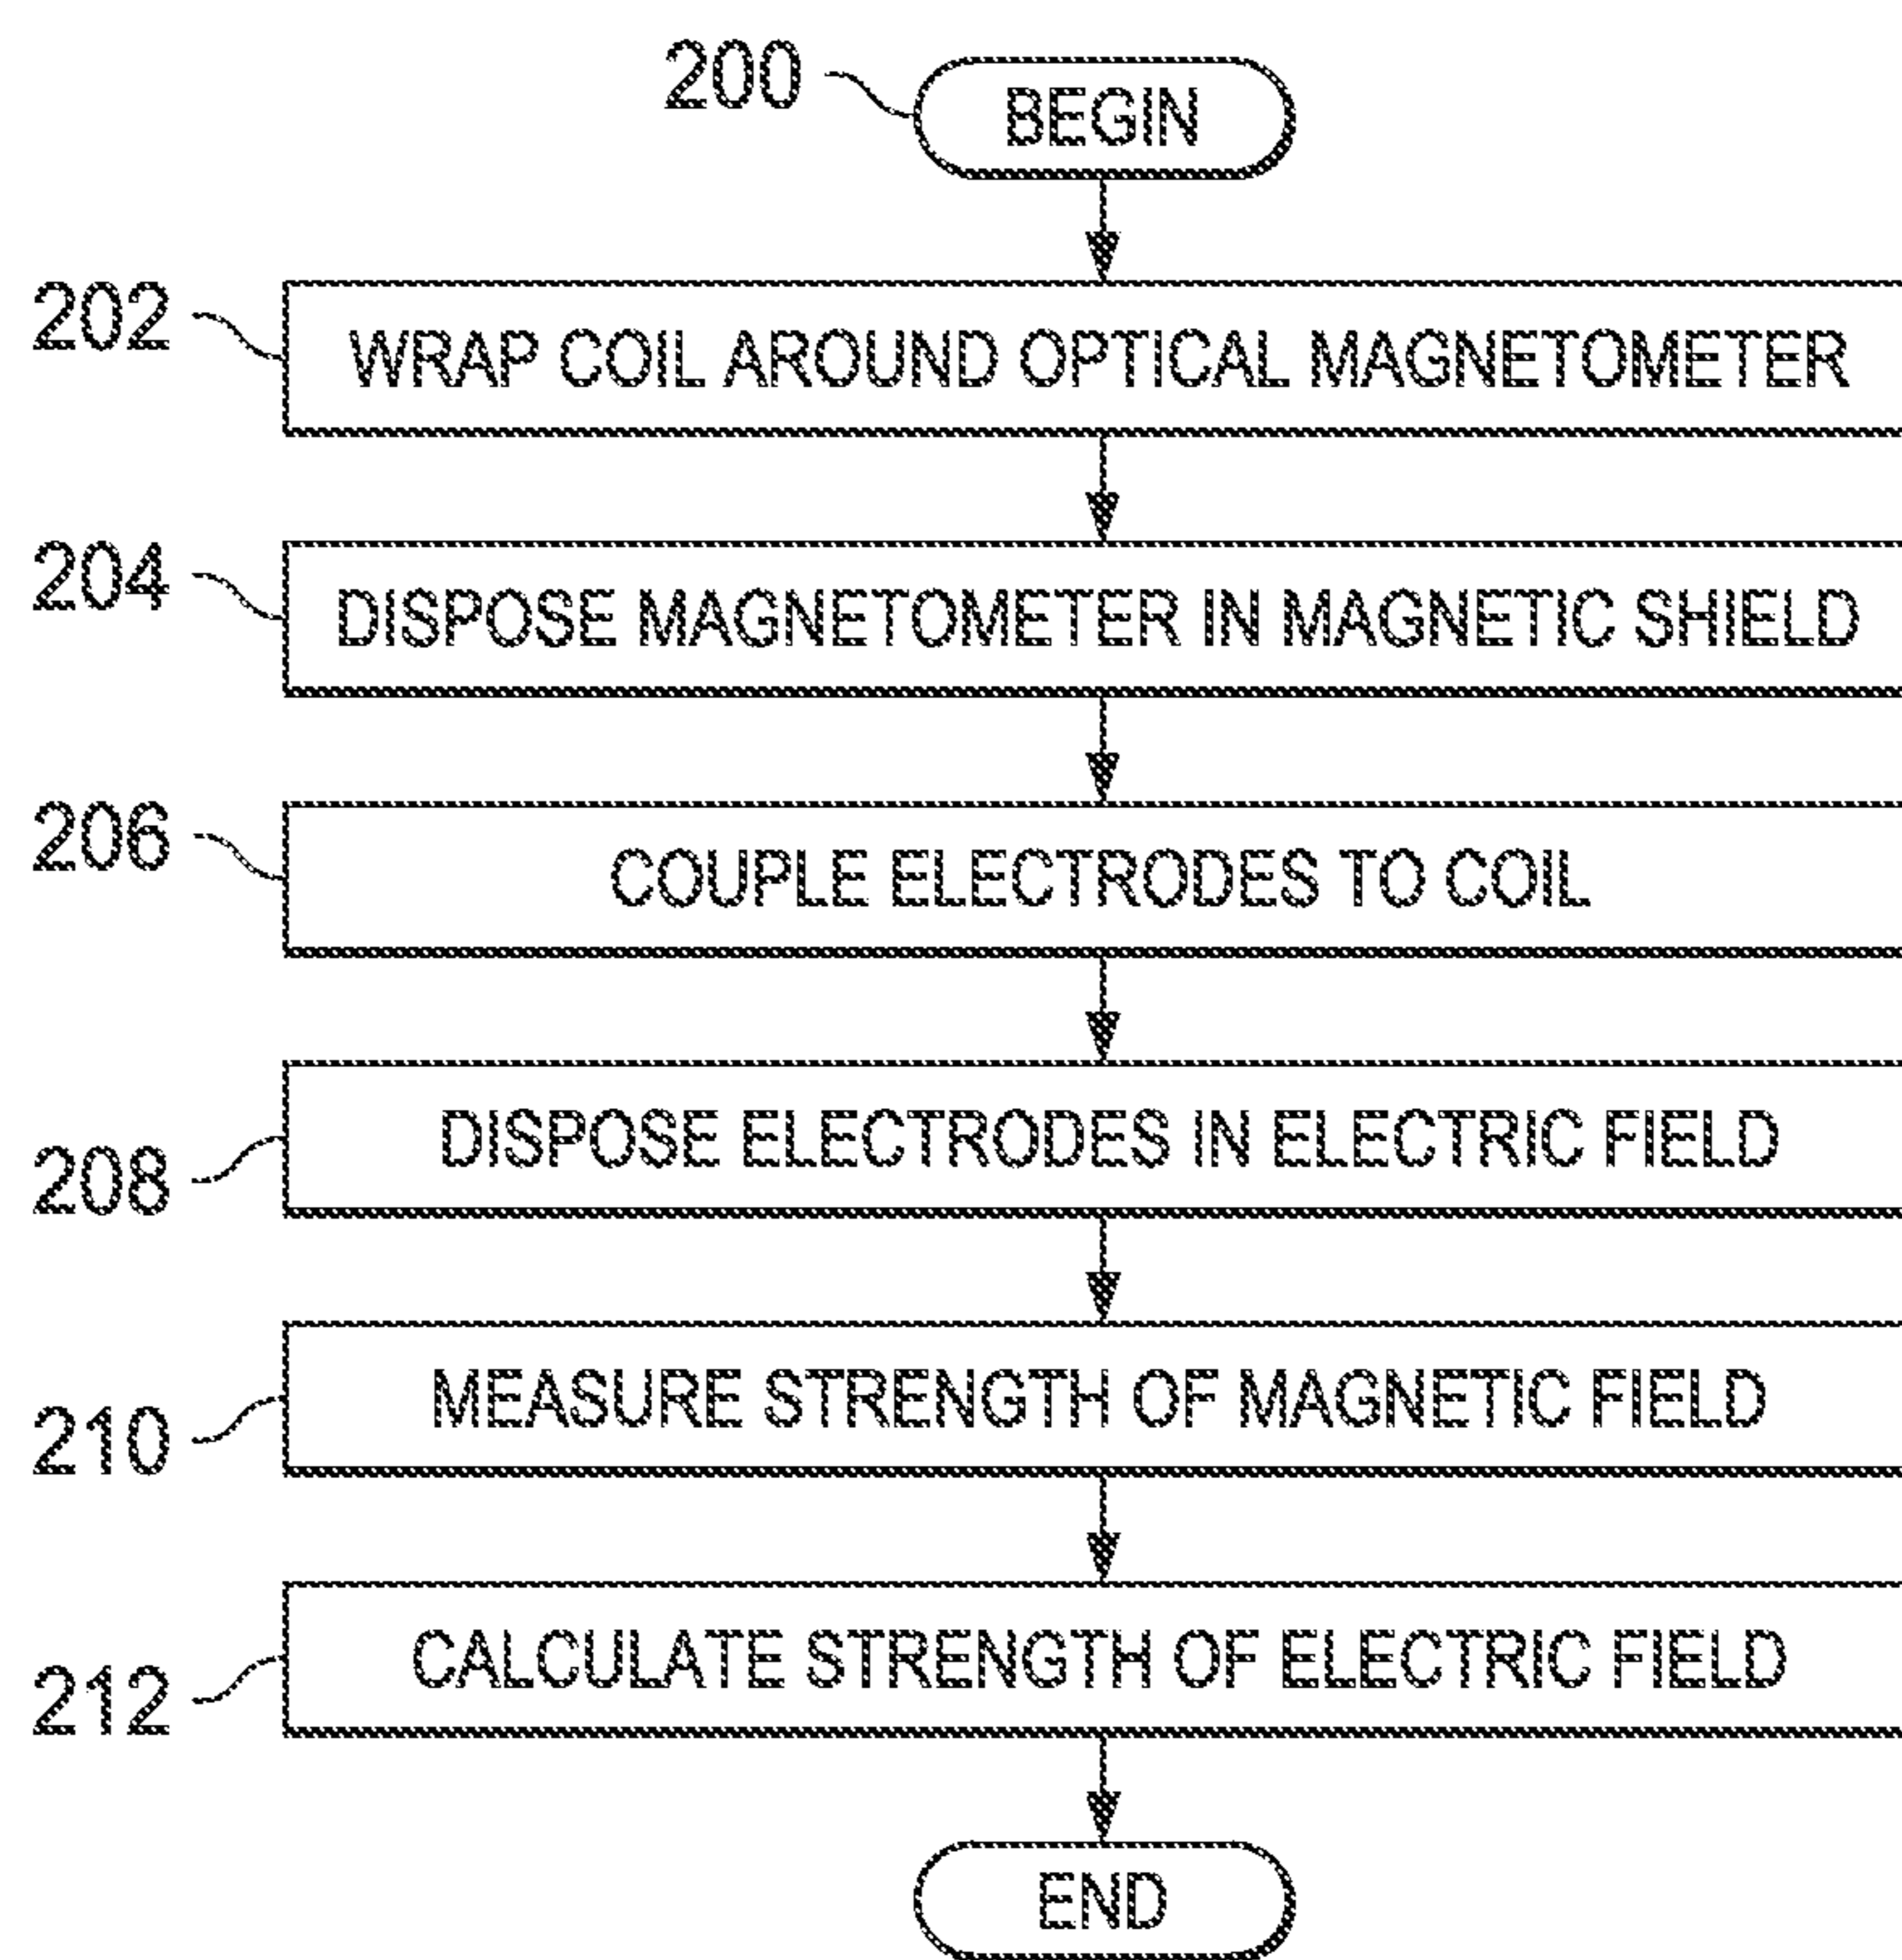 200 BEGIN
202 WRAP COIL AROUND OPTICAL MAGNETOMETER
204 DISPOSE MAGNETOMETER IN MAGNETIC SHIELD
206 COUPLE ELECTRODES TO COIL
208 DISPOSE ELECTRODES IN ELECTRIC FIELD
210 MEASURE STRENGTH OF MAGNETIC FIELD
212 CALCULATE STRENGTH OF ELECTRIC FIELD
END